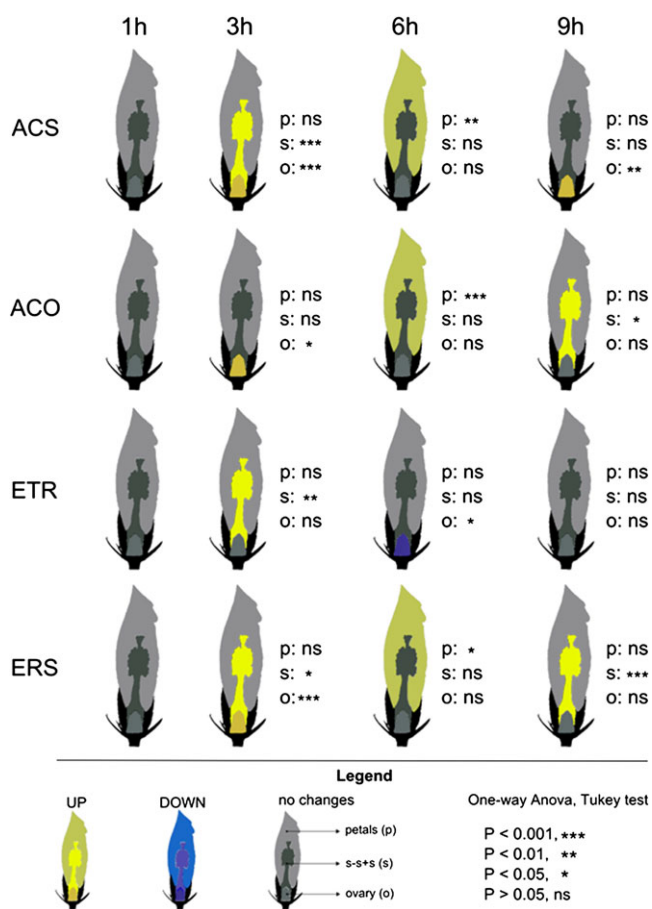 1h 3h 6h 9h
ACS
p: ns p: ** p: ns
s: *** s: ns s: ns
o: *** o: ns o: **
ACO
p: ns p: *** p: ns
s: ns s: ns s: *
o: * o: ns o: ns
ETR
p: ns p: ns p: ns
s: ** s: ns s: ns
o: ns o: * o: ns
ERS
p: ns p: * p: ns
s: * s: ns s: ***
o: *** o: ns o: ns
Legend
UP DOWN no changes One-way Anova, Tukey test
petals (p)
s-s+s (s)
ovary (o)
P < 0.001, ***
P < 0.01, **
P < 0.05, *
P > 0.05, ns